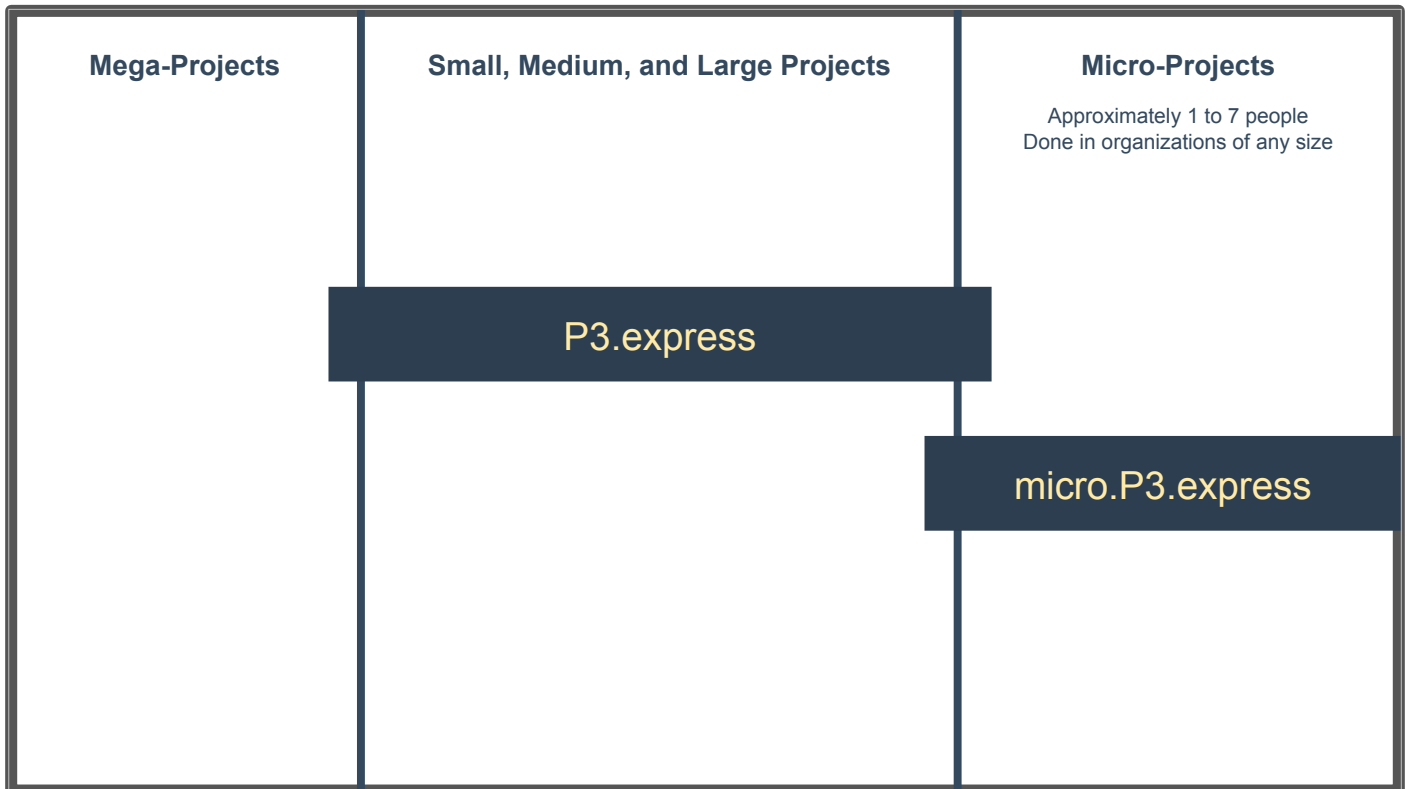 Mega-Projects
Small, Medium, and Large Projects
Micro-Projects
Approximately 1 to 7 people
Done in organizations of any size
P3.express
micro.P3.express